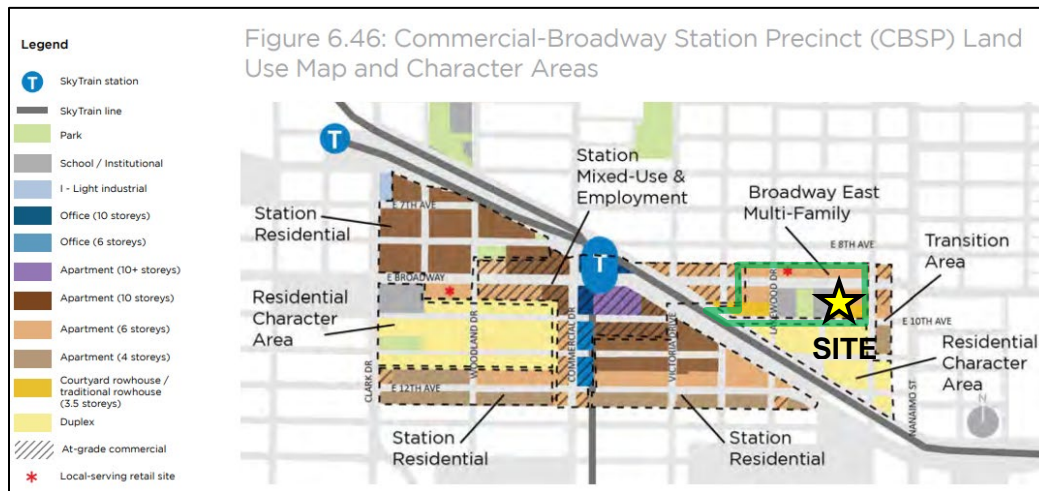 Legend
T
SkyTrain station
SkyTrain line
Park
School / Institutional
I - Light industrial
Office (10 storeys)
Office (6 storeys)
Apartment (10+ storeys)
Apartment (10 storeys)
Apartment (6 storeys)
Apartment (4 storeys)
Courtyard rowhouse /
traditional rowhouse
(3.5 storeys)
Duplex
At-grade commercial
Local-serving retail site
Figure 6.46: Commercial-Broadway Station Precinct (CBSP) Land
Use Map and Character Areas
T
Station
Mixed-Use &
Employment
Broadway East
Multi-Family
E 7TH AVE
Station
Residential
E 8TH AVE
Transition
Area
T
E BROADWAY
Residential
Character
Area
WOODLAND DR
COMMERCIAL DR
VICTORIA DRIVE
LAKEWOOD DR
E 10TH AVE
SITE
Residential
Character
Area
CLARK DR
E 12TH AVE
NANAIMO ST
N
Station
Residential
Station
Residential